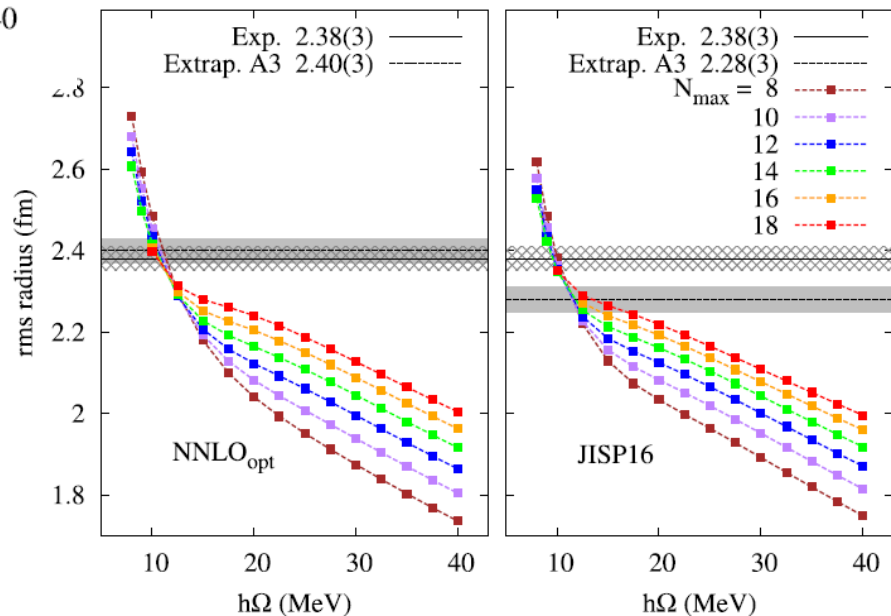 Exp. 2.38(3)
Extrap. A3 2.40(3)
Exp. 2.38(3)
Extrap. A3 2.28(3)
N_max = 8
10
12
14
16
18
2.8
2.6
2.4
2.2
2
1.8
rms radius (fm)
NNLO_opt
JISP16
10 20 30 40
10 20 30 40
hΩ (MeV)
hΩ (MeV)